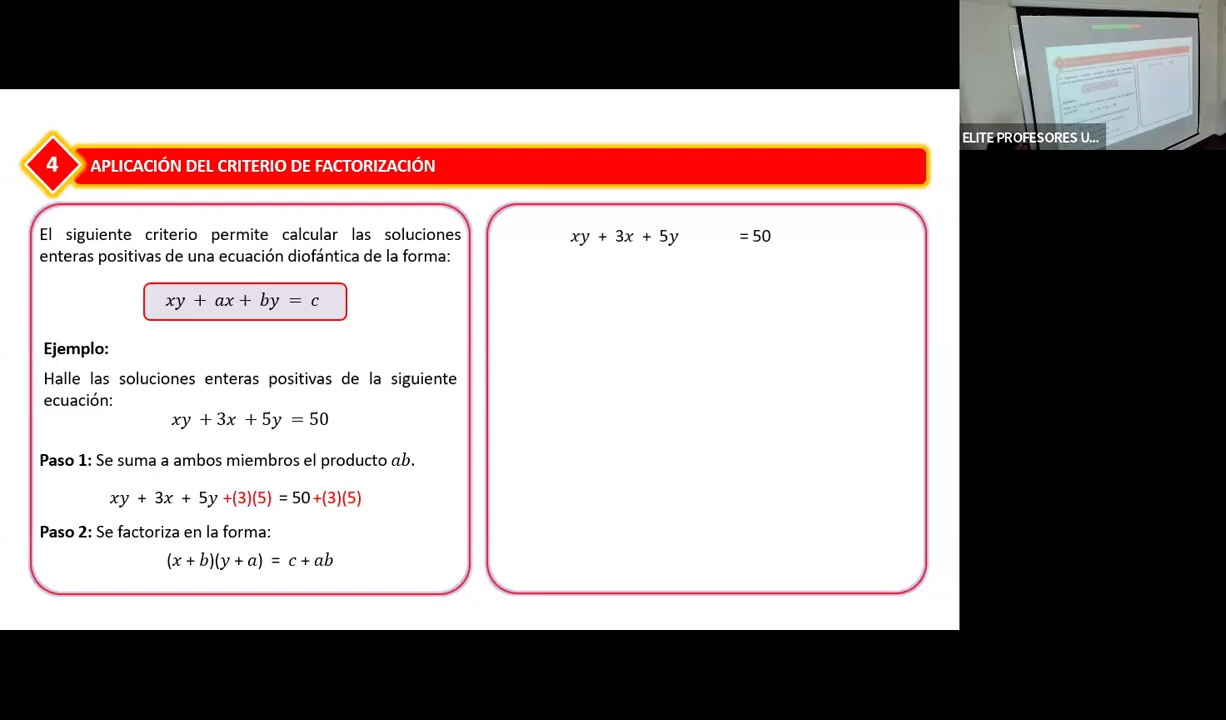 ELITE PROFESORES U...
4
APLICACIÓN DEL CRITERIO DE FACTORIZACIÓN
El siguiente criterio permite calcular las soluciones
enteras positivas de una ecuación diofántica de la forma:
xy + ax + by = c
Ejemplo:
Halle las soluciones enteras positivas de la siguiente
ecuación:
xy + 3x + 5y = 50
Paso 1: Se suma a ambos miembros el producto ab.
xy + 3x + 5y +(3)(5) = 50 +(3)(5)
Paso 2: Se factoriza en la forma:
(x + b)(y + a) = c + ab
xy + 3x + 5y = 50